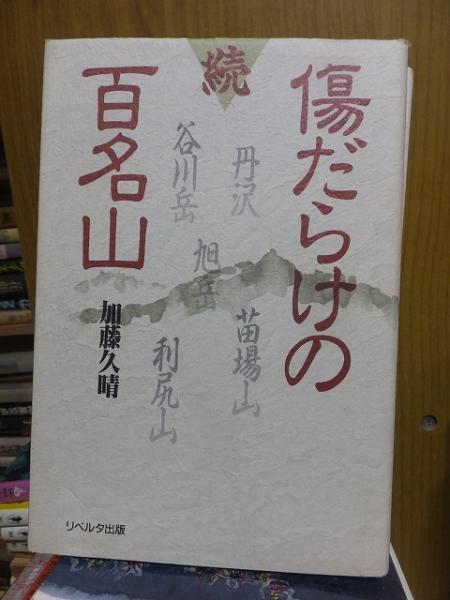 続
傷だらけの
百名山
丹沢
谷川岳
旭岳
苗場山
利尻山
加藤久晴
リベルタ出版